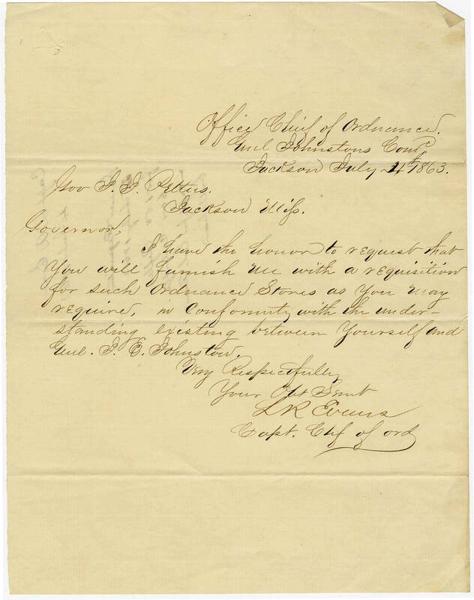 Office Chief of Ordnance.
Genl Johnstons Comd
Jackson July 1863.
Gov J. J. Pettus.
Jackson Miss.
Governor,
I have the honor to request that
You will furnish me with a requisition
for such Ordnance Stores as You may
require, in Conformity with the under-
standing existing between Yourself and
Genl. J. E. Johnston.
Very Respectfully
Your Obt Servt
Evans
Capt. Chf of ord